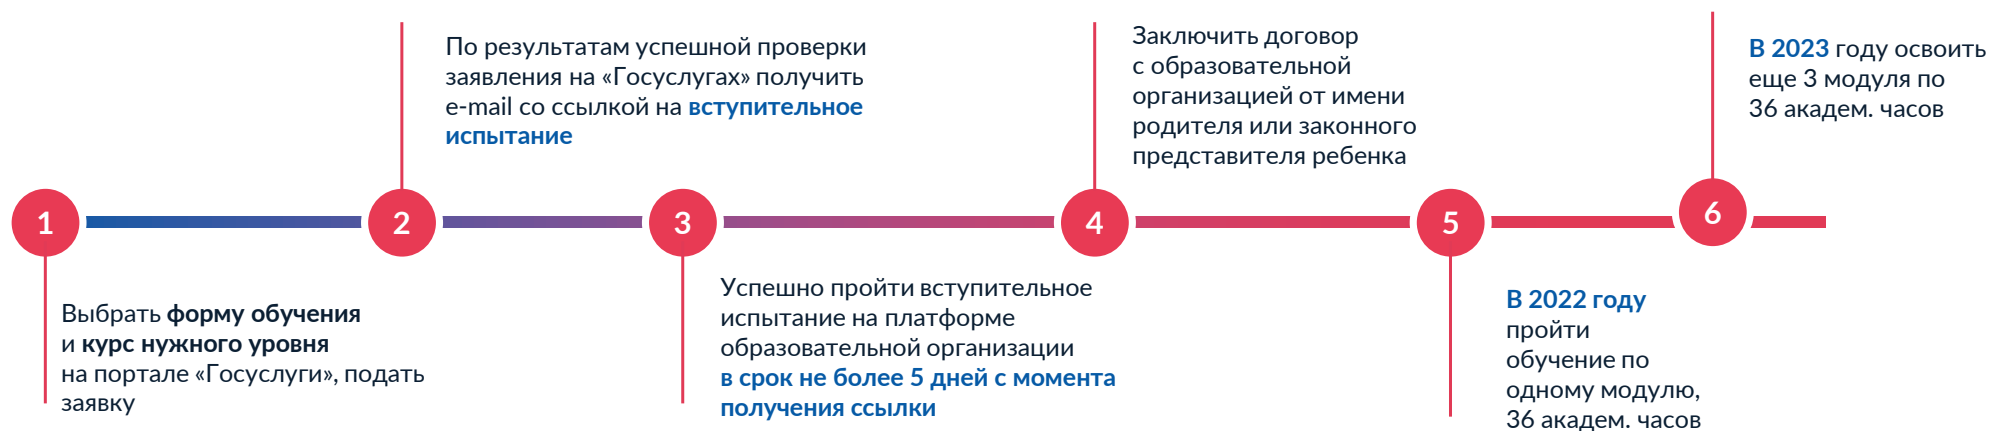 1
Выбрать форму обучения
и курс нужного уровня
на портале «Госуслуги», подать
заявку
2
По результатам успешной проверки
заявления на «Госуслугах» получить
e-mail со ссылкой на вступительное
испытание
3
Успешно пройти вступительное
испытание на платформе
образовательной организации
в срок не более 5 дней с момента
получения ссылки
4
Заключить договор
с образовательной
организацией от имени
родителя или законного
представителя ребенка
5
В 2022 году
пройти
обучение по
одному модулю,
36 академ. часов
6
В 2023 году освоить
еще 3 модуля по
36 академ. часов